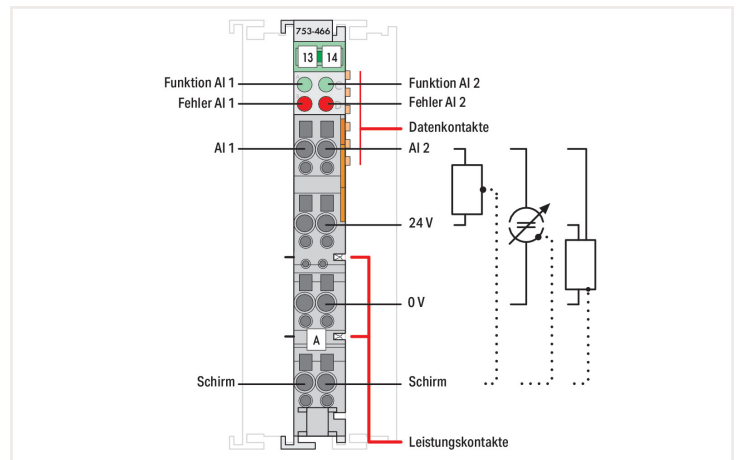 753-466
13 14
Funktion AI 1
Funktion AI 2
Fehler AI 1
Fehler AI 2
Datenkontakte
AI 1
AI 2
24 V
0 V
A
Schirm
Schirm
Leistungskontakte